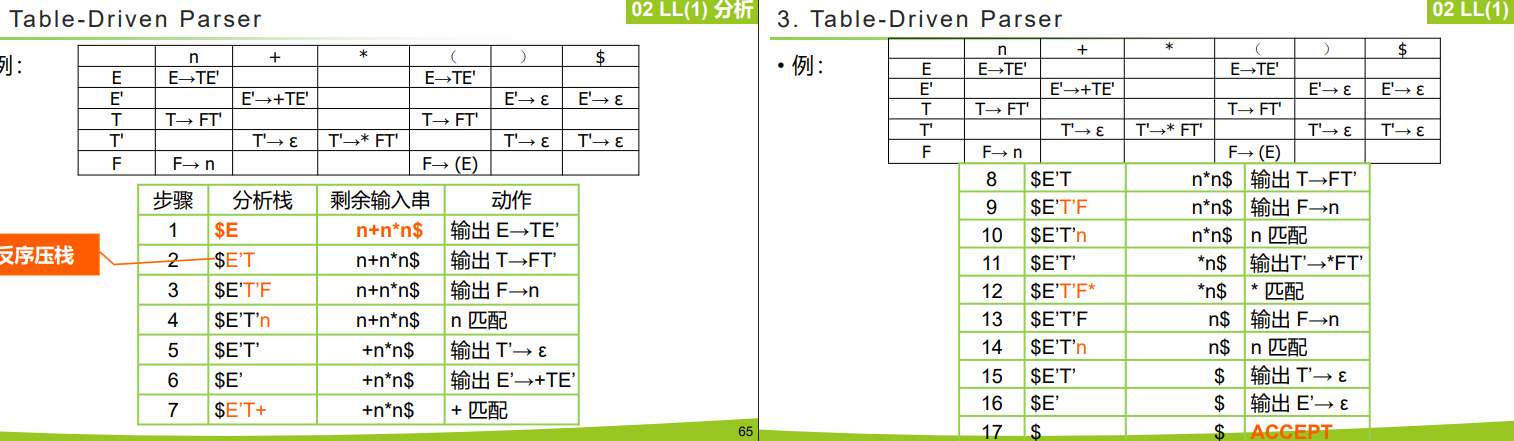 Table-Driven Parser
02 LL(1) 分析
例：
n + * （ ） $
E E→TE' E→TE'
E' E'→+TE' E'→ ε E'→ ε
T T→ FT' T→ FT'
T' T'→ ε T'→* FT' T'→ ε T'→ ε
F F→ n F→ (E)
步骤 分析栈 剩余输入串 动作
1 $E n+n*n$ 输出 E→TE’
反序压栈
2 $E’T n+n*n$ 输出 T→FT’
3 $E’T’F n+n*n$ 输出 F→n
4 $E’T’n n+n*n$ n 匹配
5 $E’T’ +n*n$ 输出 T’→ ε
6 $E’ +n*n$ 输出 E’→+TE’
7 $E’T+ +n*n$ + 匹配
65
3. Table-Driven Parser
02 LL(1)
• 例：
n + * （ ） $
E E→TE' E→TE'
E' E'→+TE' E'→ ε E'→ ε
T T→ FT' T→ FT'
T' T'→ ε T'→* FT' T'→ ε T'→ ε
F F→ n F→ (E)
8 $E’T n*n$ 输出 T→FT’
9 $E’T’F n*n$ 输出 F→n
10 $E’T’n n*n$ n 匹配
11 $E’T’ *n$ 输出T’→*FT’
12 $E’T’F* *n$ * 匹配
13 $E’T’F n$ 输出 F→n
14 $E’T’n n$ n 匹配
15 $E’T’ $ 输出 T’→ ε
16 $E’ $ 输出 E’→ ε
17 $ $ ACCEPT